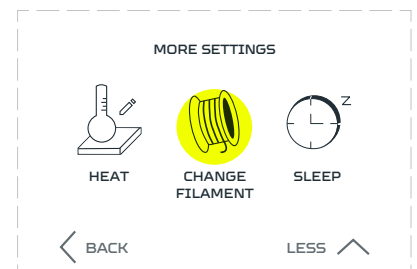 MORE SETTINGS
Z
HEAT
CHANGE
FILAMENT
SLEEP
BACK
LESS